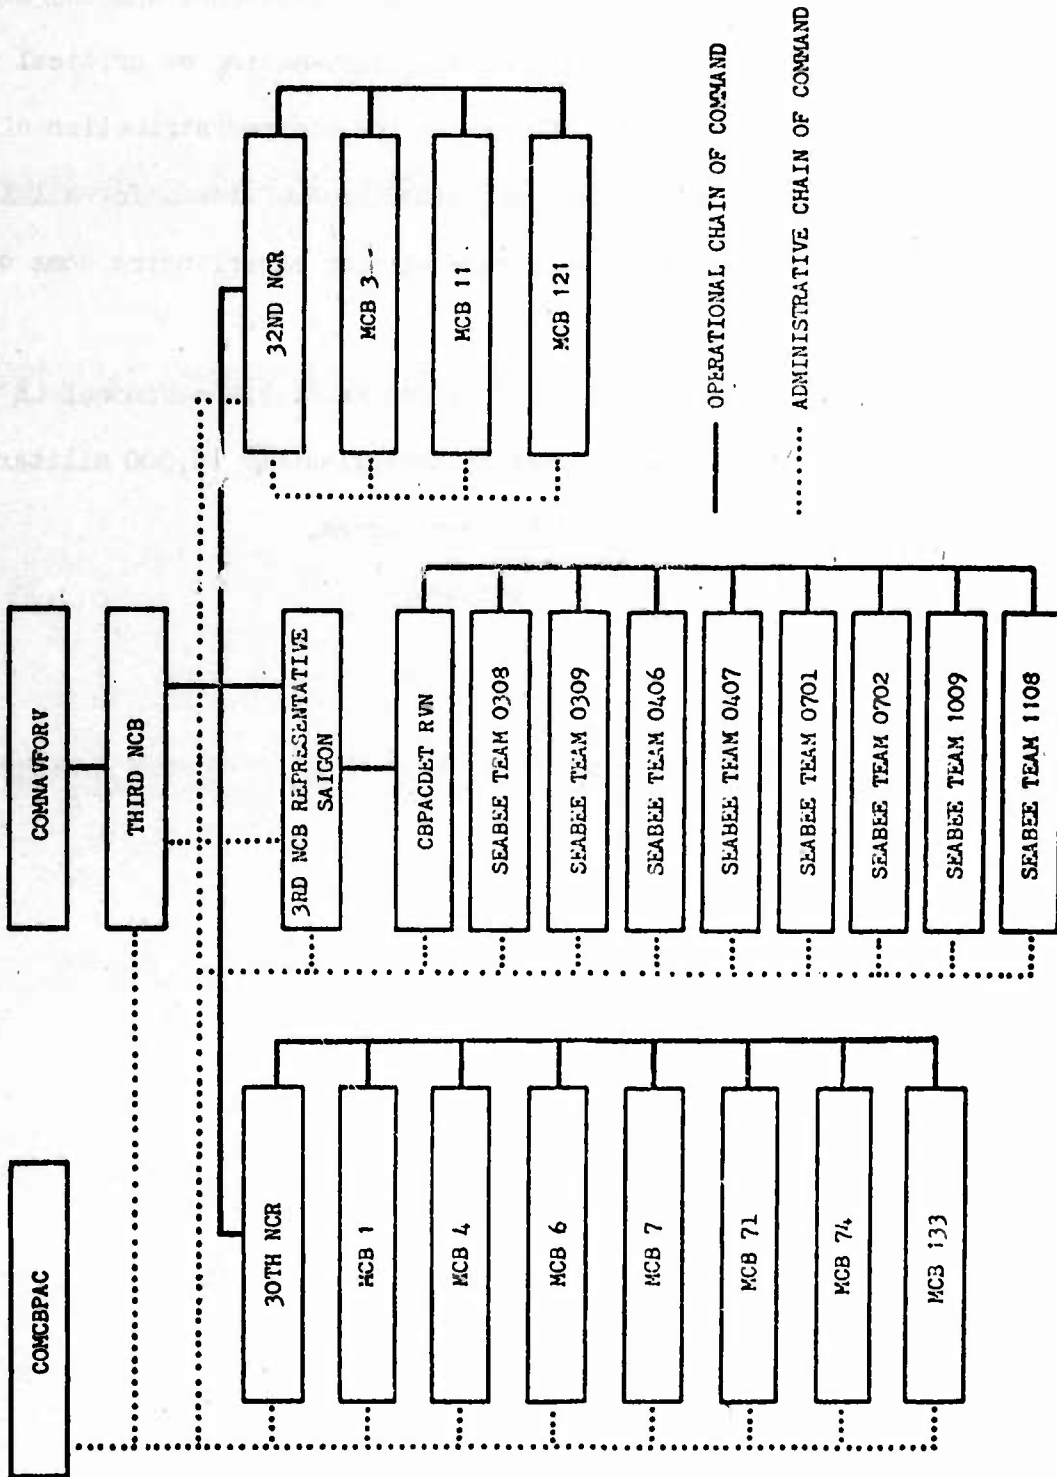 COMCBPAC
COMNAVFORV
THIRD NCB
30TH NCR
MCB 1
MCB 4
MCB 6
MCB 7
MCB 71
MCB 74
MCB 133
3RD NCB REPRESENTATIVE
SAIGON
CBPACDET RVN
SEABEE TEAM 0308
SEABEE TEAM 0309
SEABEE TEAM 0406
SEABEE TEAM 0407
SEABEE TEAM 0701
SEABEE TEAM 0702
SEABEE TEAM 1009
SEABEE TEAM 1108
32ND NCR
MCB 3
MCB 11
MCB 121
OPERATIONAL CHAIN OF COMMAND
ADMINISTRATIVE CHAIN OF COMMAND